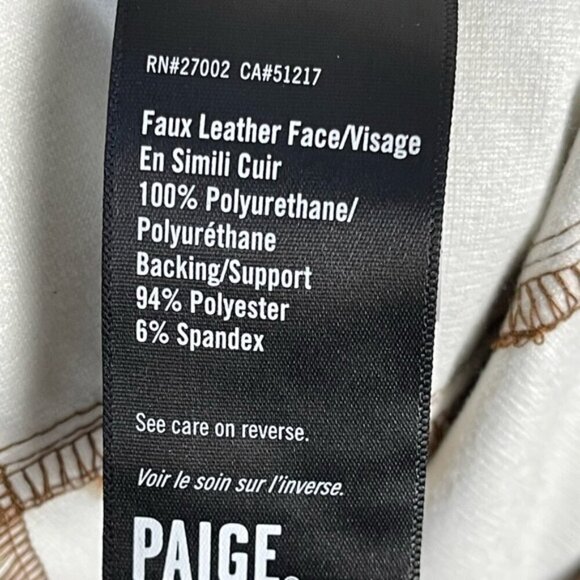 RN#27002 CA#51217
Faux Leather Face/Visage
En Simili Cuir
100% Polyurethane/
Polyuréthane
Backing/Support
94% Polyester
6% Spandex
See care on reverse.
Voir le soin sur l'inverse.
PAIGE